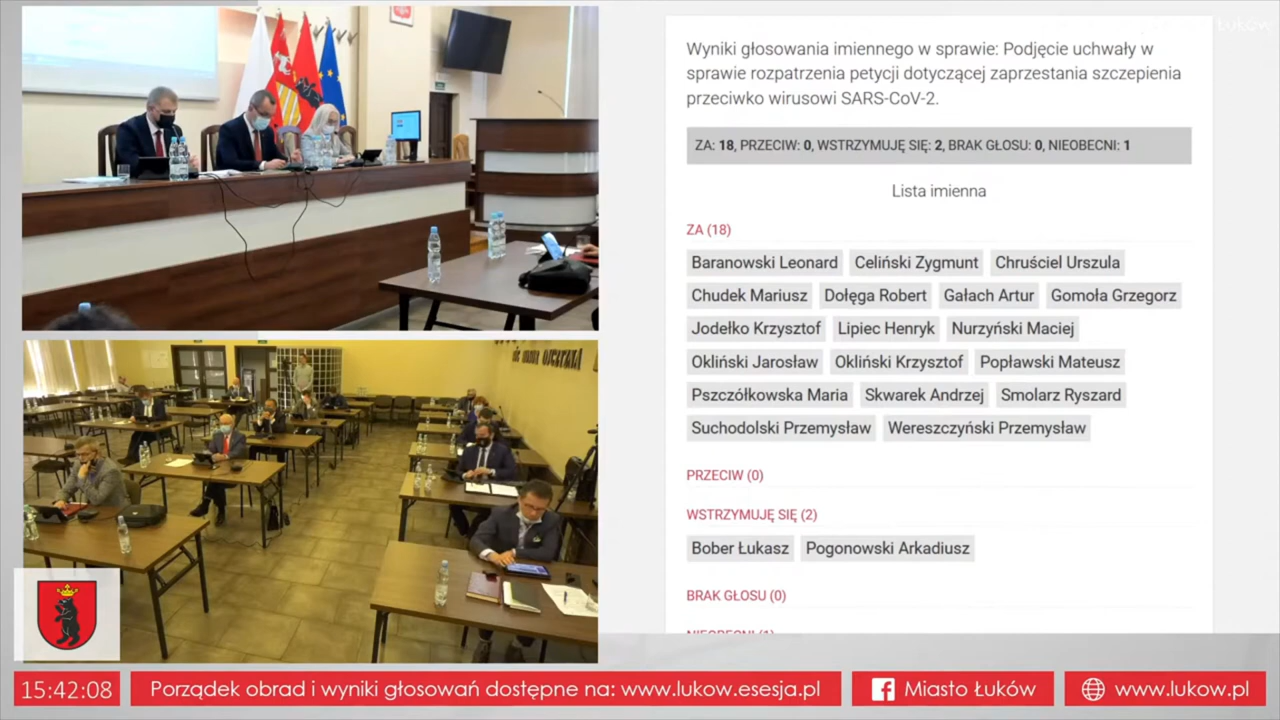 Wyniki głosowania imiennego w sprawie: Podjęcie uchwały w
sprawie rozpatrzenia petycji dotyczącej zaprzestania szczepienia
przeciwko wirusowi SARS-CoV-2.
ZA: 18, PRZECIW: 0, WSTRZYMUJĘ SIĘ: 2, BRAK GŁOSU: 0, NIEOBECNI: 1
Lista imienna
ZA (18)
Baranowski Leonard Celiński Zygmunt Chruściel Urszula
Chudek Mariusz Dołęga Robert Gałach Artur Gomoła Grzegorz
Jodełko Krzysztof Lipiec Henryk Nurzyński Maciej
Okliński Jarosław Okliński Krzysztof Popławski Mateusz
Pszczółkowska Maria Skwarek Andrzej Smolarz Ryszard
Suchodolski Przemysław Wereszczyński Przemysław
PRZECIW (0)
WSTRZYMUJĘ SIĘ (2)
Bober Łukasz Pogonowski Arkadiusz
BRAK GŁOSU (0)
NIEOBECNI (1)
15:42:08 Porządek obrad i wyniki głosowań dostępne na: www.lukow.esesja.pl Miasto Łuków www.lukow.pl